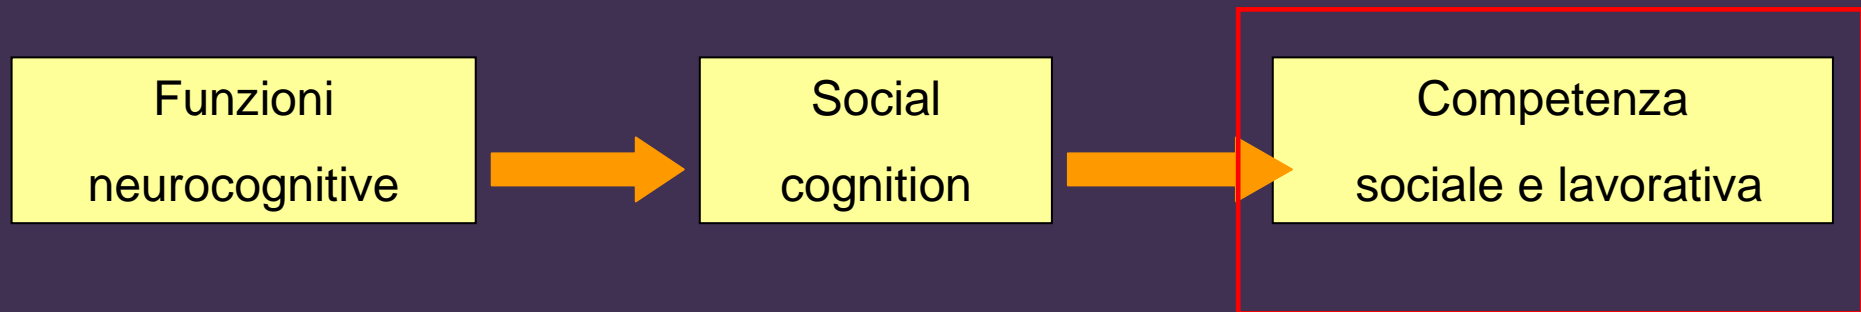 Funzioni
neurocognitive
Social
cognition
Competenza
sociale e lavorativa